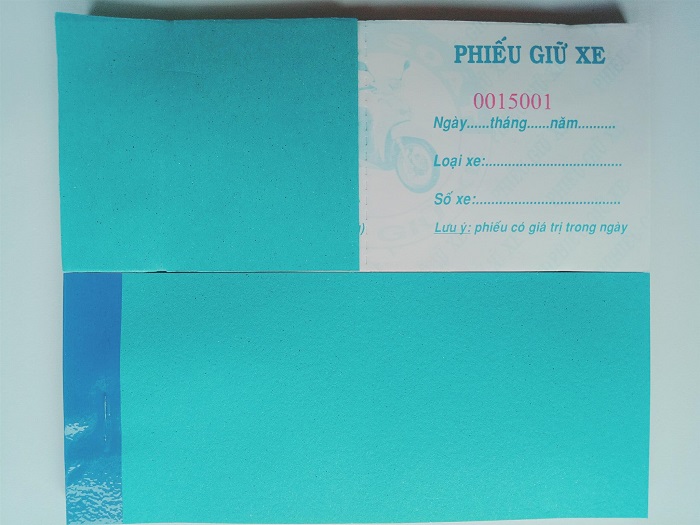 PHIẾU GIỮ XE
0015001
Ngày......tháng......năm..........
Loại xe:....................................
Số xe:......................................
Lưu ý: phiếu có giá trị trong ngày